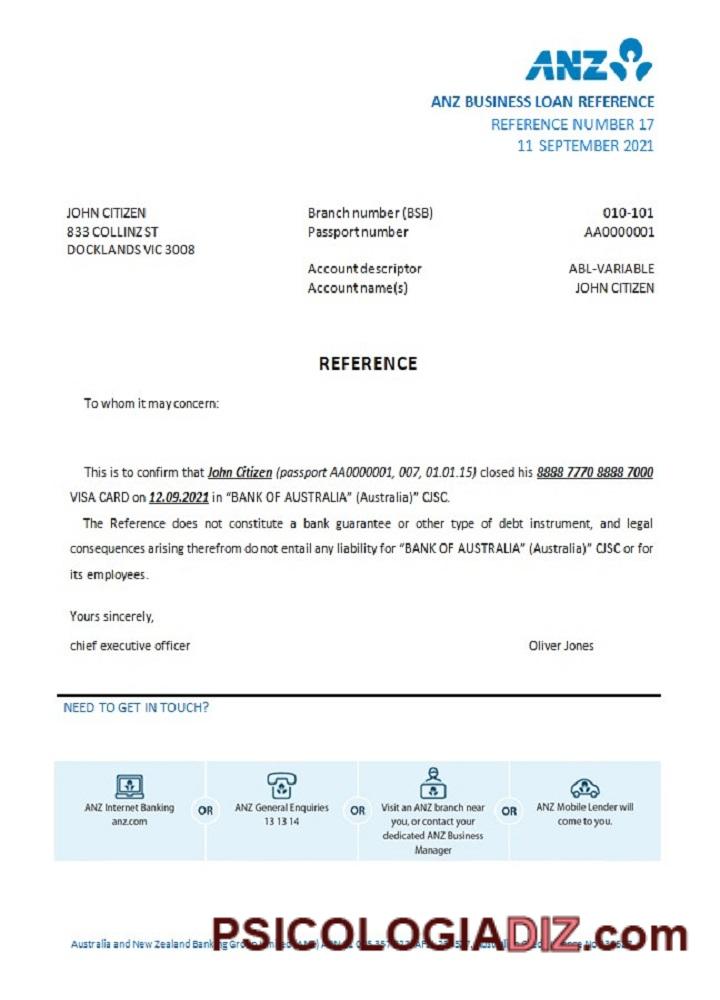 ANZ
ANZ BUSINESS LOAN REFERENCE
REFERENCE NUMBER 17
11 SEPTEMBER 2021
JOHN CITIZEN
833 COLLINZ ST
DOCKLANDS VIC 3008
Branch number (BSB) 010-101
Passport number AA0000001
Account descriptor ABL-VARIABLE
Account name(s) JOHN CITIZEN
REFERENCE
To whom it may concern:
This is to confirm that John Citizen (passport AA0000001, 007, 01.01.15) closed his 8888 7770 8888 7000
VISA CARD on 12.09.2021 in “BANK OF AUSTRALIA” (Australia)” CJSC.
The Reference does not constitute a bank guarantee or other type of debt instrument, and legal
consequences arising therefrom do not entail any liability for “BANK OF AUSTRALIA” (Australia)” CJSC or for
its employees.
Yours sincerely,
chief executive officer Oliver Jones
NEED TO GET IN TOUCH?
ANZ Internet Banking
anz.com
OR
ANZ General Enquiries
13 13 14
OR
Visit an ANZ branch near
you, or contact your
dedicated ANZ Business
Manager
OR
ANZ Mobile Lender will
come to you.
Australia and New Zealand Banking Group Limited
PSICOLOGIADIZ.com